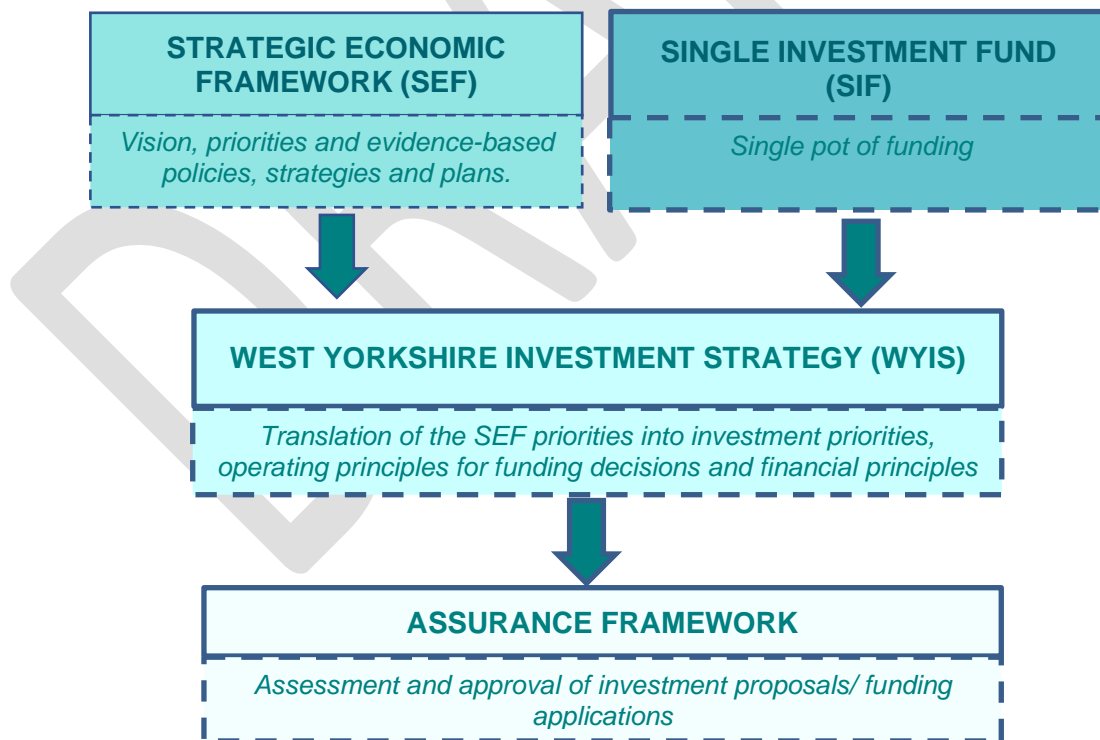 STRATEGIC ECONOMIC
FRAMEWORK (SEF)
Vision, priorities and evidence-based
policies, strategies and plans.
SINGLE INVESTMENT FUND
(SIF)
Single pot of funding
WEST YORKSHIRE INVESTMENT STRATEGY (WYIS)
Translation of the SEF priorities into investment priorities,
operating principles for funding decisions and financial principles
ASSURANCE FRAMEWORK
Assessment and approval of investment proposals/ funding
applications